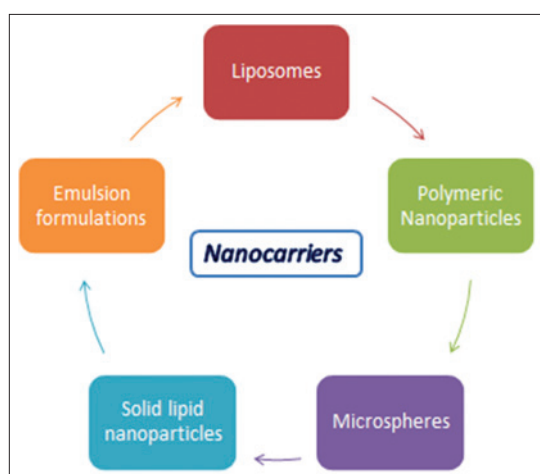 Liposomes
Polymeric
Nanoparticles
Microspheres
Solid lipid
nanoparticles
Emulsion
formulations
Nanocarriers